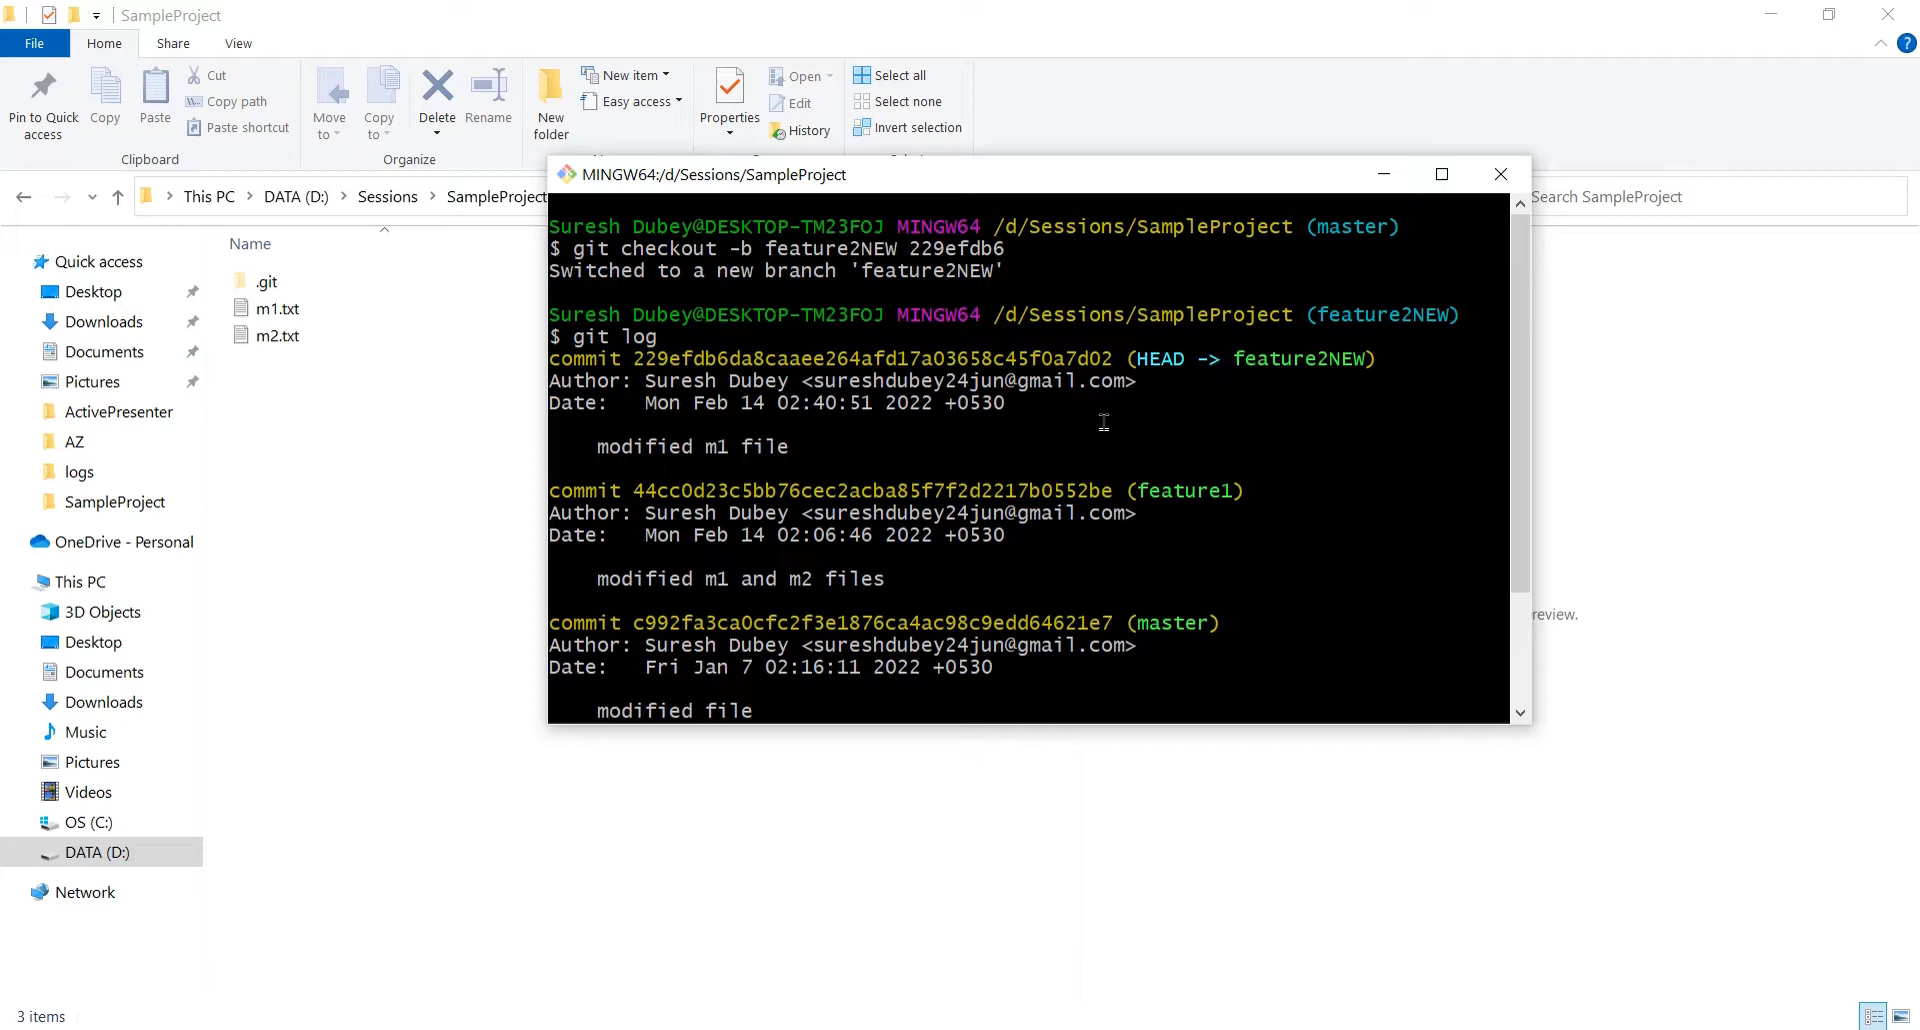 SampleProject
File Home Share View
Pin to Quick access
Copy
Paste
Cut
Copy path
Paste shortcut
Clipboard
Move to
Copy to
Delete
Rename
Organize
New folder
New item
Easy access
Properties
Open
Edit
History
Select all
Select none
Invert selection
This PC > DATA (D:) > Sessions > SampleProject
Search SampleProject
Quick access
Desktop
Downloads
Documents
Pictures
ActivePresenter
AZ
logs
SampleProject
OneDrive - Personal
This PC
3D Objects
Desktop
Documents
Downloads
Music
Pictures
Videos
OS (C:)
DATA (D:)
Network
Name
.git
m1.txt
m2.txt
MINGW64:/d/Sessions/SampleProject
Suresh Dubey@DESKTOP-TM23FOJ MINGW64 /d/Sessions/SampleProject (master)
$ git checkout -b feature2NEW 229efdb6
Switched to a new branch 'feature2NEW'
Suresh Dubey@DESKTOP-TM23FOJ MINGW64 /d/Sessions/SampleProject (feature2NEW)
$ git log
commit 229efdb6da8caaee264afd17a03658c45f0a7d02 (HEAD -> feature2NEW)
Author: Suresh Dubey <sureshdubey24jun@gmail.com>
Date:   Mon Feb 14 02:40:51 2022 +0530
modified m1 file
commit 44cc0d23c5bb76cec2acba85f7f2d2217b0552be (feature1)
Author: Suresh Dubey <sureshdubey24jun@gmail.com>
Date:   Mon Feb 14 02:06:46 2022 +0530
modified m1 and m2 files
commit c992fa3ca0cfc2f3e1876ca4ac98c9edd64621e7 (master)
Author: Suresh Dubey <sureshdubey24jun@gmail.com>
Date:   Fri Jan 7 02:16:11 2022 +0530
modified file
review.
3 items